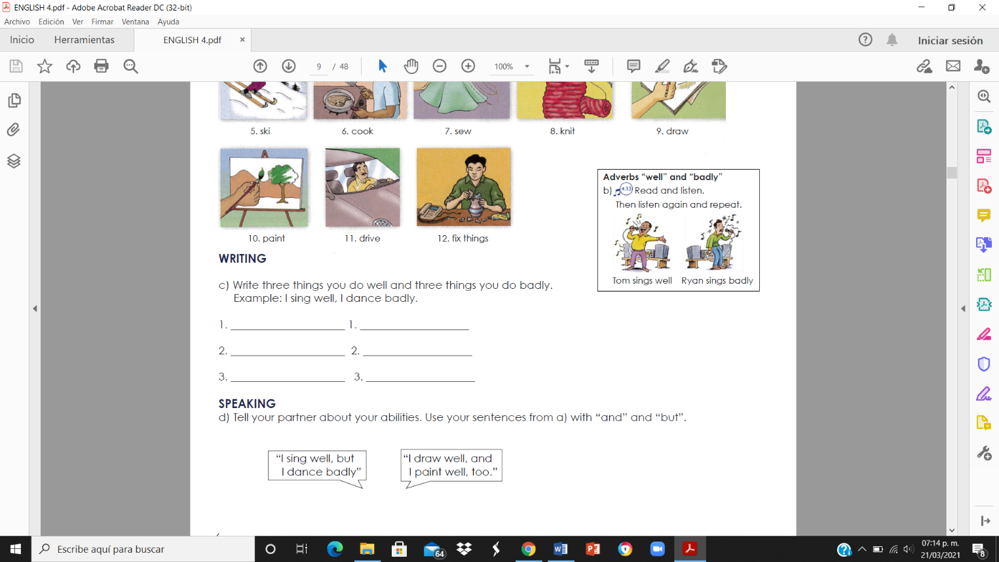 ENGLISH 4.pdf - Adobe Acrobat Reader DC (32-bit)
Archivo Edición Ver Firmar Ventana Ayuda
Inicio Herramientas ENGLISH 4.pdf × Iniciar sesión
9 / 48 100%
5. ski 6. cook 7. sew 8. knit 9. draw
10. paint 11. drive 12. fix things
Adverbs “well” and “badly”
b) 4.13 Read and listen.
Then listen again and repeat.
Tom sings well Ryan sings badly
WRITING
c) Write three things you do well and three things you do badly.
Example: I sing well, I dance badly.
1. ____________________ 1. ____________________
2. ____________________ 2. ____________________
3. ____________________ 3. ____________________
SPEAKING
d) Tell your partner about your abilities. Use your sentences from a) with “and” and “but”.
“I sing well, but
I dance badly”
“I draw well, and
I paint well, too.”
Escribe aquí para buscar
64
07:14 p. m.
21/03/2021
8